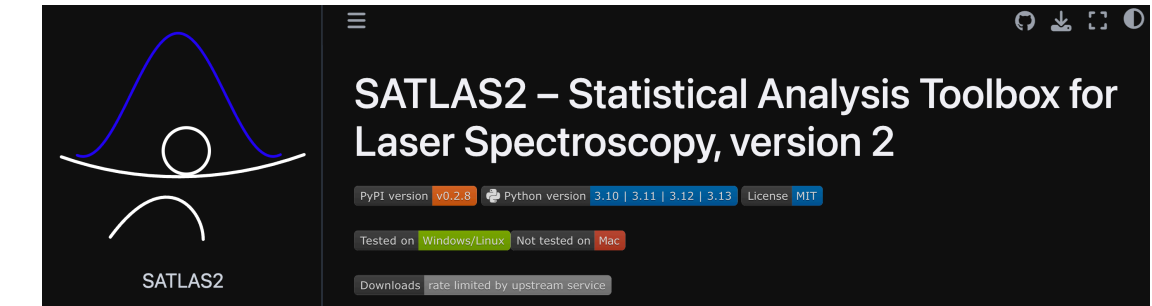 SATLAS2 – Statistical Analysis Toolbox for
Laser Spectroscopy, version 2
PyPI version v0.2.8 Python version 3.10 | 3.11 | 3.12 | 3.13 License MIT
Tested on Windows/Linux Not tested on Mac
Downloads rate limited by upstream service
SATLAS2